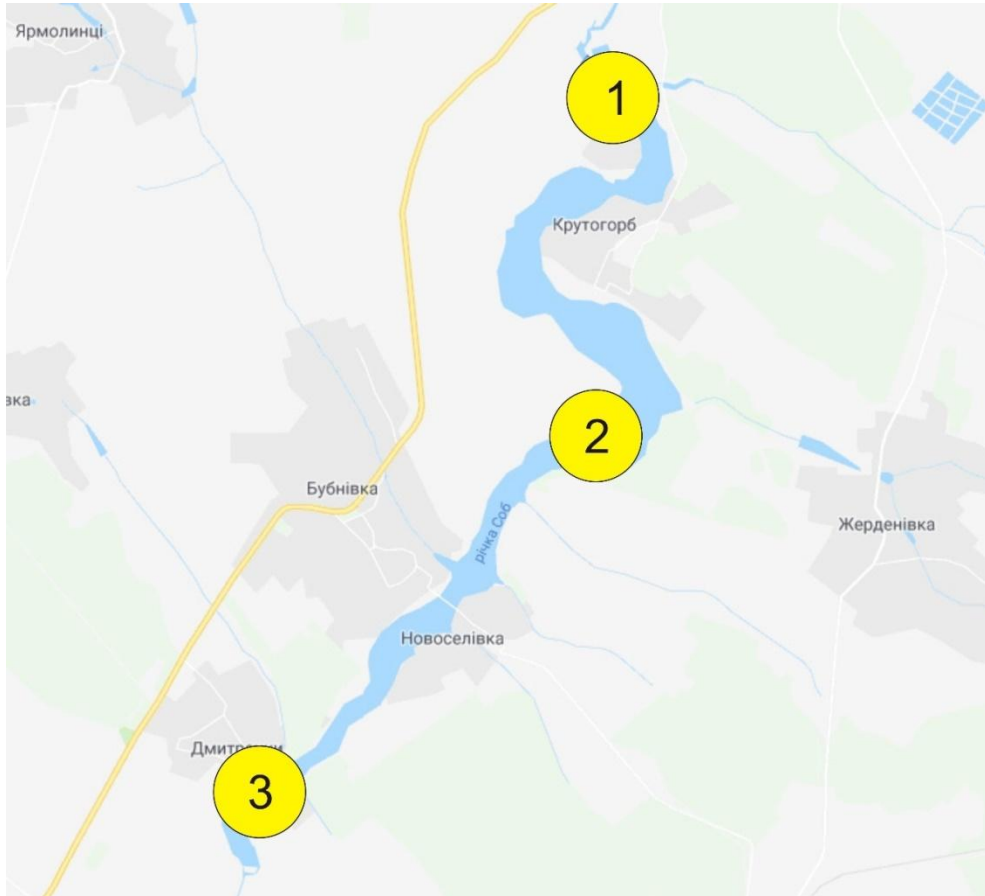 Ярмолинці
1
Крутогорб
вка
2
Бубнівка
річка Соб
Жерденівка
Новоселівка
3